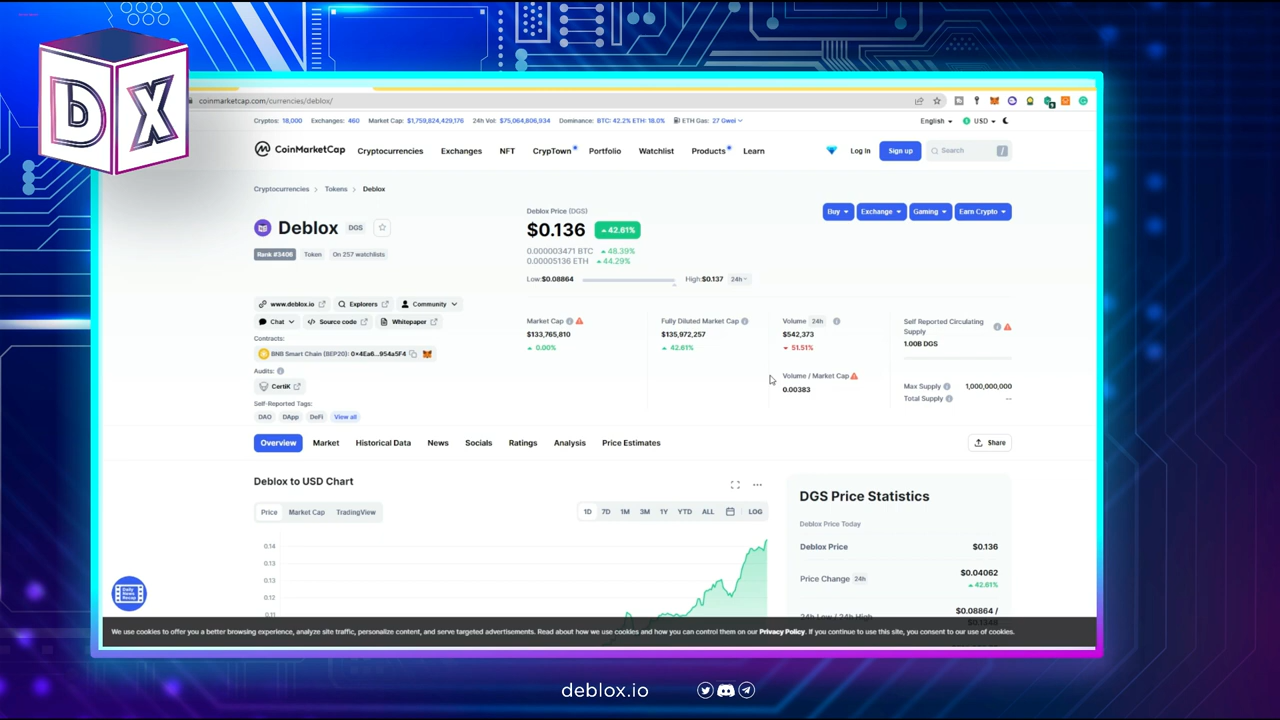 DX
coinmarketcap.com/currencies/deblox/
Cryptos: 18,000 Exchanges: 460 Market Cap: $1,759,824,429,176 24h Vol: $75,064,806,934 Dominance: BTC: 42.2% ETH: 18.0% ETH Gas: 27 Gwei
English USD
CoinMarketCap Cryptocurrencies Exchanges NFT CrypTown Portfolio Watchlist Products Learn Log In Sign up Search /
Cryptocurrencies > Tokens > Deblox
Deblox DGS
Rank #3408 Token On 257 watchlists
www.deblox.io Explorers Community
Chat Source code Whitepaper
Contracts:
BNB Smart Chain (BEP20): 0x4Ea6...954a5F4
Audits:
CertiK
Self-Reported Tags:
DAO DApp DeFi View all
Deblox Price (DGS)
$0.136 42.61%
0.000003471 BTC 48.39%
0.00005136 ETH 44.29%
Low: $0.08864 High: $0.137 24h
Buy Exchange Gaming Earn Crypto
Market Cap
$133,765,810
0.00%
Fully Diluted Market Cap
$135,972,257
42.61%
Volume 24h
$542,373
51.51%
Volume / Market Cap
0.00383
Self Reported Circulating
Supply
1.00B DGS
Max Supply 1,000,000,000
Total Supply --
Overview Market Historical Data News Socials Ratings Analysis Price Estimates Share
Deblox to USD Chart
Price Market Cap TradingView 1D 7D 1M 3M 1Y YTD ALL LOG
0.14
0.13
0.13
0.12
0.11
DGS Price Statistics
Deblox Price Today
Deblox Price $0.136
Price Change 24h $0.04062
42.61%
24h Low / 24h High $0.08864 /
Daily
News
Recap
We use cookies to offer you a better browsing experience, analyze site traffic, personalize content, and serve targeted advertisements. Read about how we use cookies and how you can control them on our Privacy Policy. If you continue to use this site, you consent to our use of cookies.
deblox.io